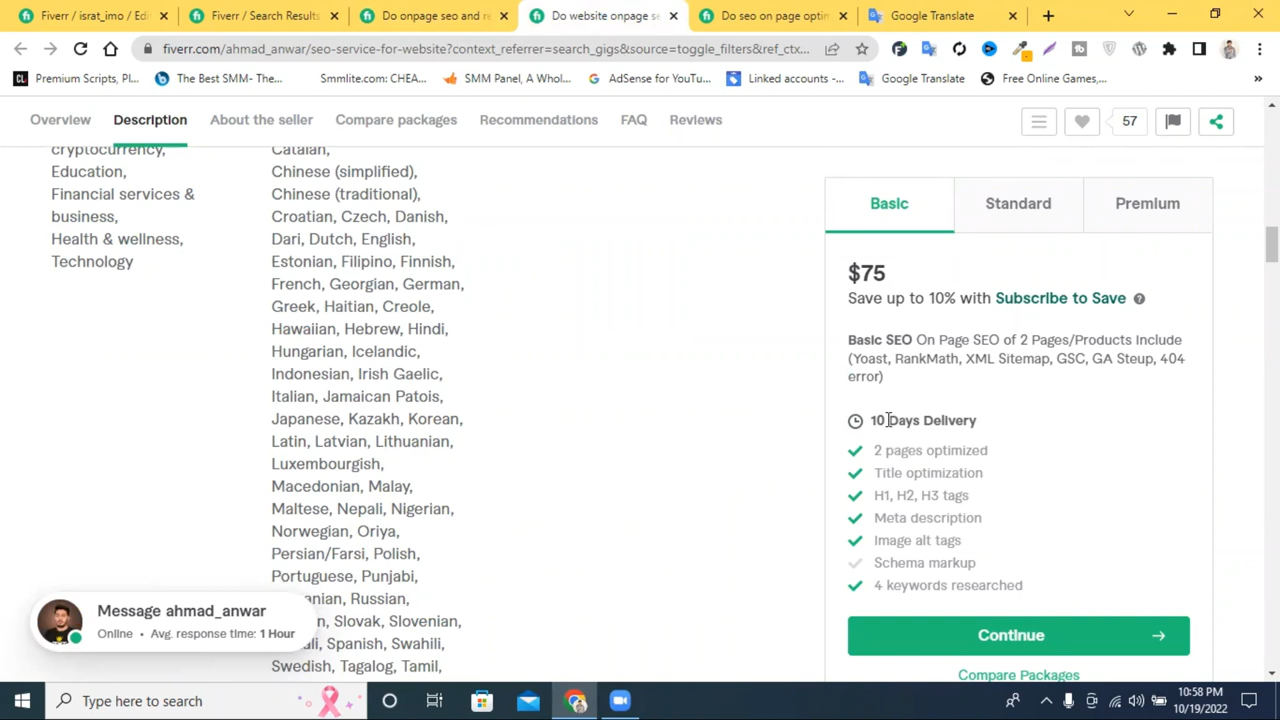 Fiverr / israt_imo / Edi
Fiverr / Search Results
Do onpage seo and re
Do website onpage se
Do seo on page optim
Google Translate
fiverr.com/ahmad_anwar/seo-service-for-website?context_referrer=search_gigs&source=toggle_filters&ref_ctx...
Premium Scripts, Pl...
The Best SMM- The...
Smmlite.com: CHEA...
SMM Panel, A Whol...
AdSense for YouTu...
Linked accounts -...
Google Translate
Free Online Games,...
Overview
Description
About the seller
Compare packages
Recommendations
FAQ
Reviews
57
cryptocurrency,
Education,
Financial services &
business,
Health & wellness,
Technology
Catalan,
Chinese (simplified),
Chinese (traditional),
Croatian, Czech, Danish,
Dari, Dutch, English,
Estonian, Filipino, Finnish,
French, Georgian, German,
Greek, Haitian, Creole,
Hawaiian, Hebrew, Hindi,
Hungarian, Icelandic,
Indonesian, Irish Gaelic,
Italian, Jamaican Patois,
Japanese, Kazakh, Korean,
Latin, Latvian, Lithuanian,
Luxembourgish,
Macedonian, Malay,
Maltese, Nepali, Nigerian,
Norwegian, Oriya,
Persian/Farsi, Polish,
Portuguese, Punjabi,
anian, Russian,
n, Slovak, Slovenian,
ali, Spanish, Swahili,
Swedish, Tagalog, Tamil,
Basic
Standard
Premium
$75
Save up to 10% with Subscribe to Save
Basic SEO On Page SEO of 2 Pages/Products Include
(Yoast, RankMath, XML Sitemap, GSC, GA Steup, 404
error)
10 Days Delivery
2 pages optimized
Title optimization
H1, H2, H3 tags
Meta description
Image alt tags
Schema markup
4 keywords researched
Continue
Compare Packages
Message ahmad_anwar
Online • Avg. response time: 1 Hour
Type here to search
10:58 PM
10/19/2022